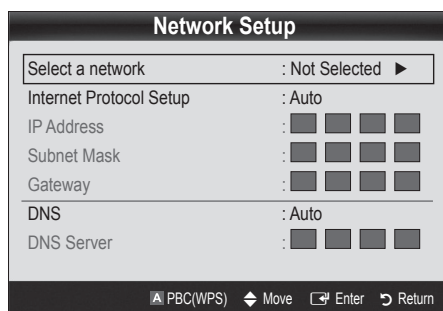 Network Setup
Select a network : Not Selected ►
Internet Protocol Setup : Auto
IP Address :
Subnet Mask :
Gateway :
DNS : Auto
DNS Server :
A PBC(WPS) Move Enter Return